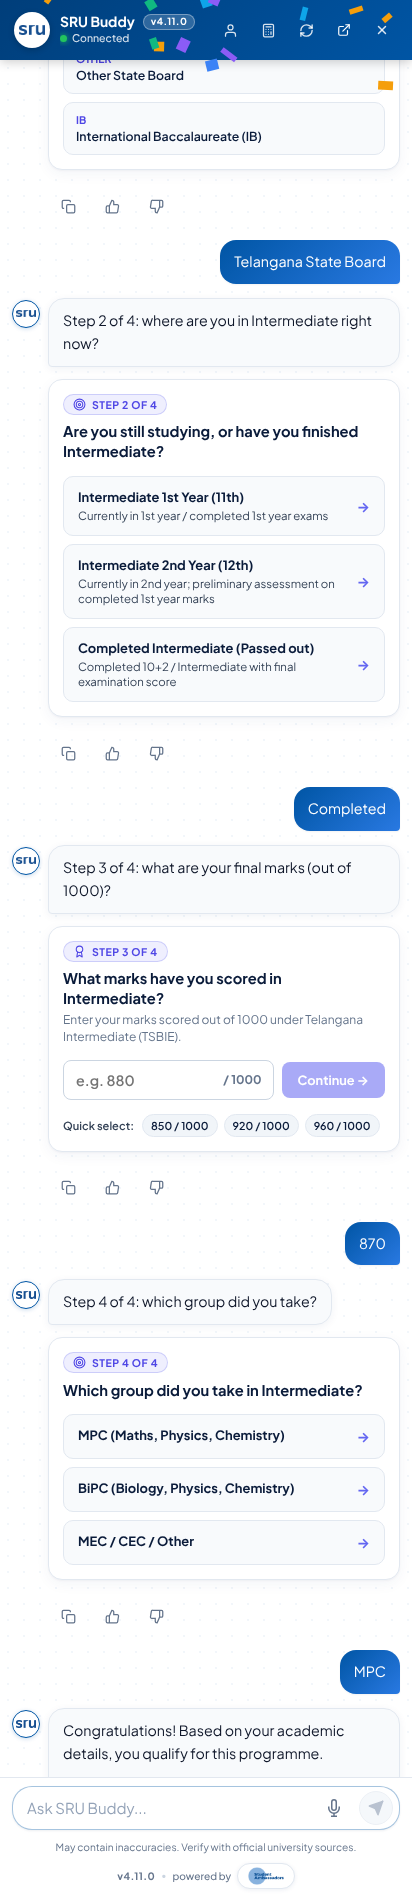 sru
SRU Buddy v4.11.0
Connected
OTHER
Other State Board
IB
International Baccalaureate (IB)
Telangana State Board
sru
Step 2 of 4: where are you in Intermediate right
now?
STEP 2 OF 4
Are you still studying, or have you finished
Intermediate?
Intermediate 1st Year (11th)
Currently in 1st year / completed 1st year exams
→
Intermediate 2nd Year (12th)
Currently in 2nd year; preliminary assessment on
completed 1st year marks
→
Completed Intermediate (Passed out)
Completed 10+2 / Intermediate with final
examination score
→
Completed
sru
Step 3 of 4: what are your final marks (out of
1000)?
STEP 3 OF 4
What marks have you scored in
Intermediate?
Enter your marks scored out of 1000 under Telangana
Intermediate (TSBIE).
e.g. 880 / 1000 Continue →
Quick select: 850 / 1000 920 / 1000 960 / 1000
870
sru
Step 4 of 4: which group did you take?
STEP 4 OF 4
Which group did you take in Intermediate?
MPC (Maths, Physics, Chemistry) →
BiPC (Biology, Physics, Chemistry) →
MEC / CEC / Other →
MPC
sru
Congratulations! Based on your academic
details, you qualify for this programme.
Ask SRU Buddy...
May contain inaccuracies. Verify with official university sources.
v4.11.0 • powered by Student Ambassadors